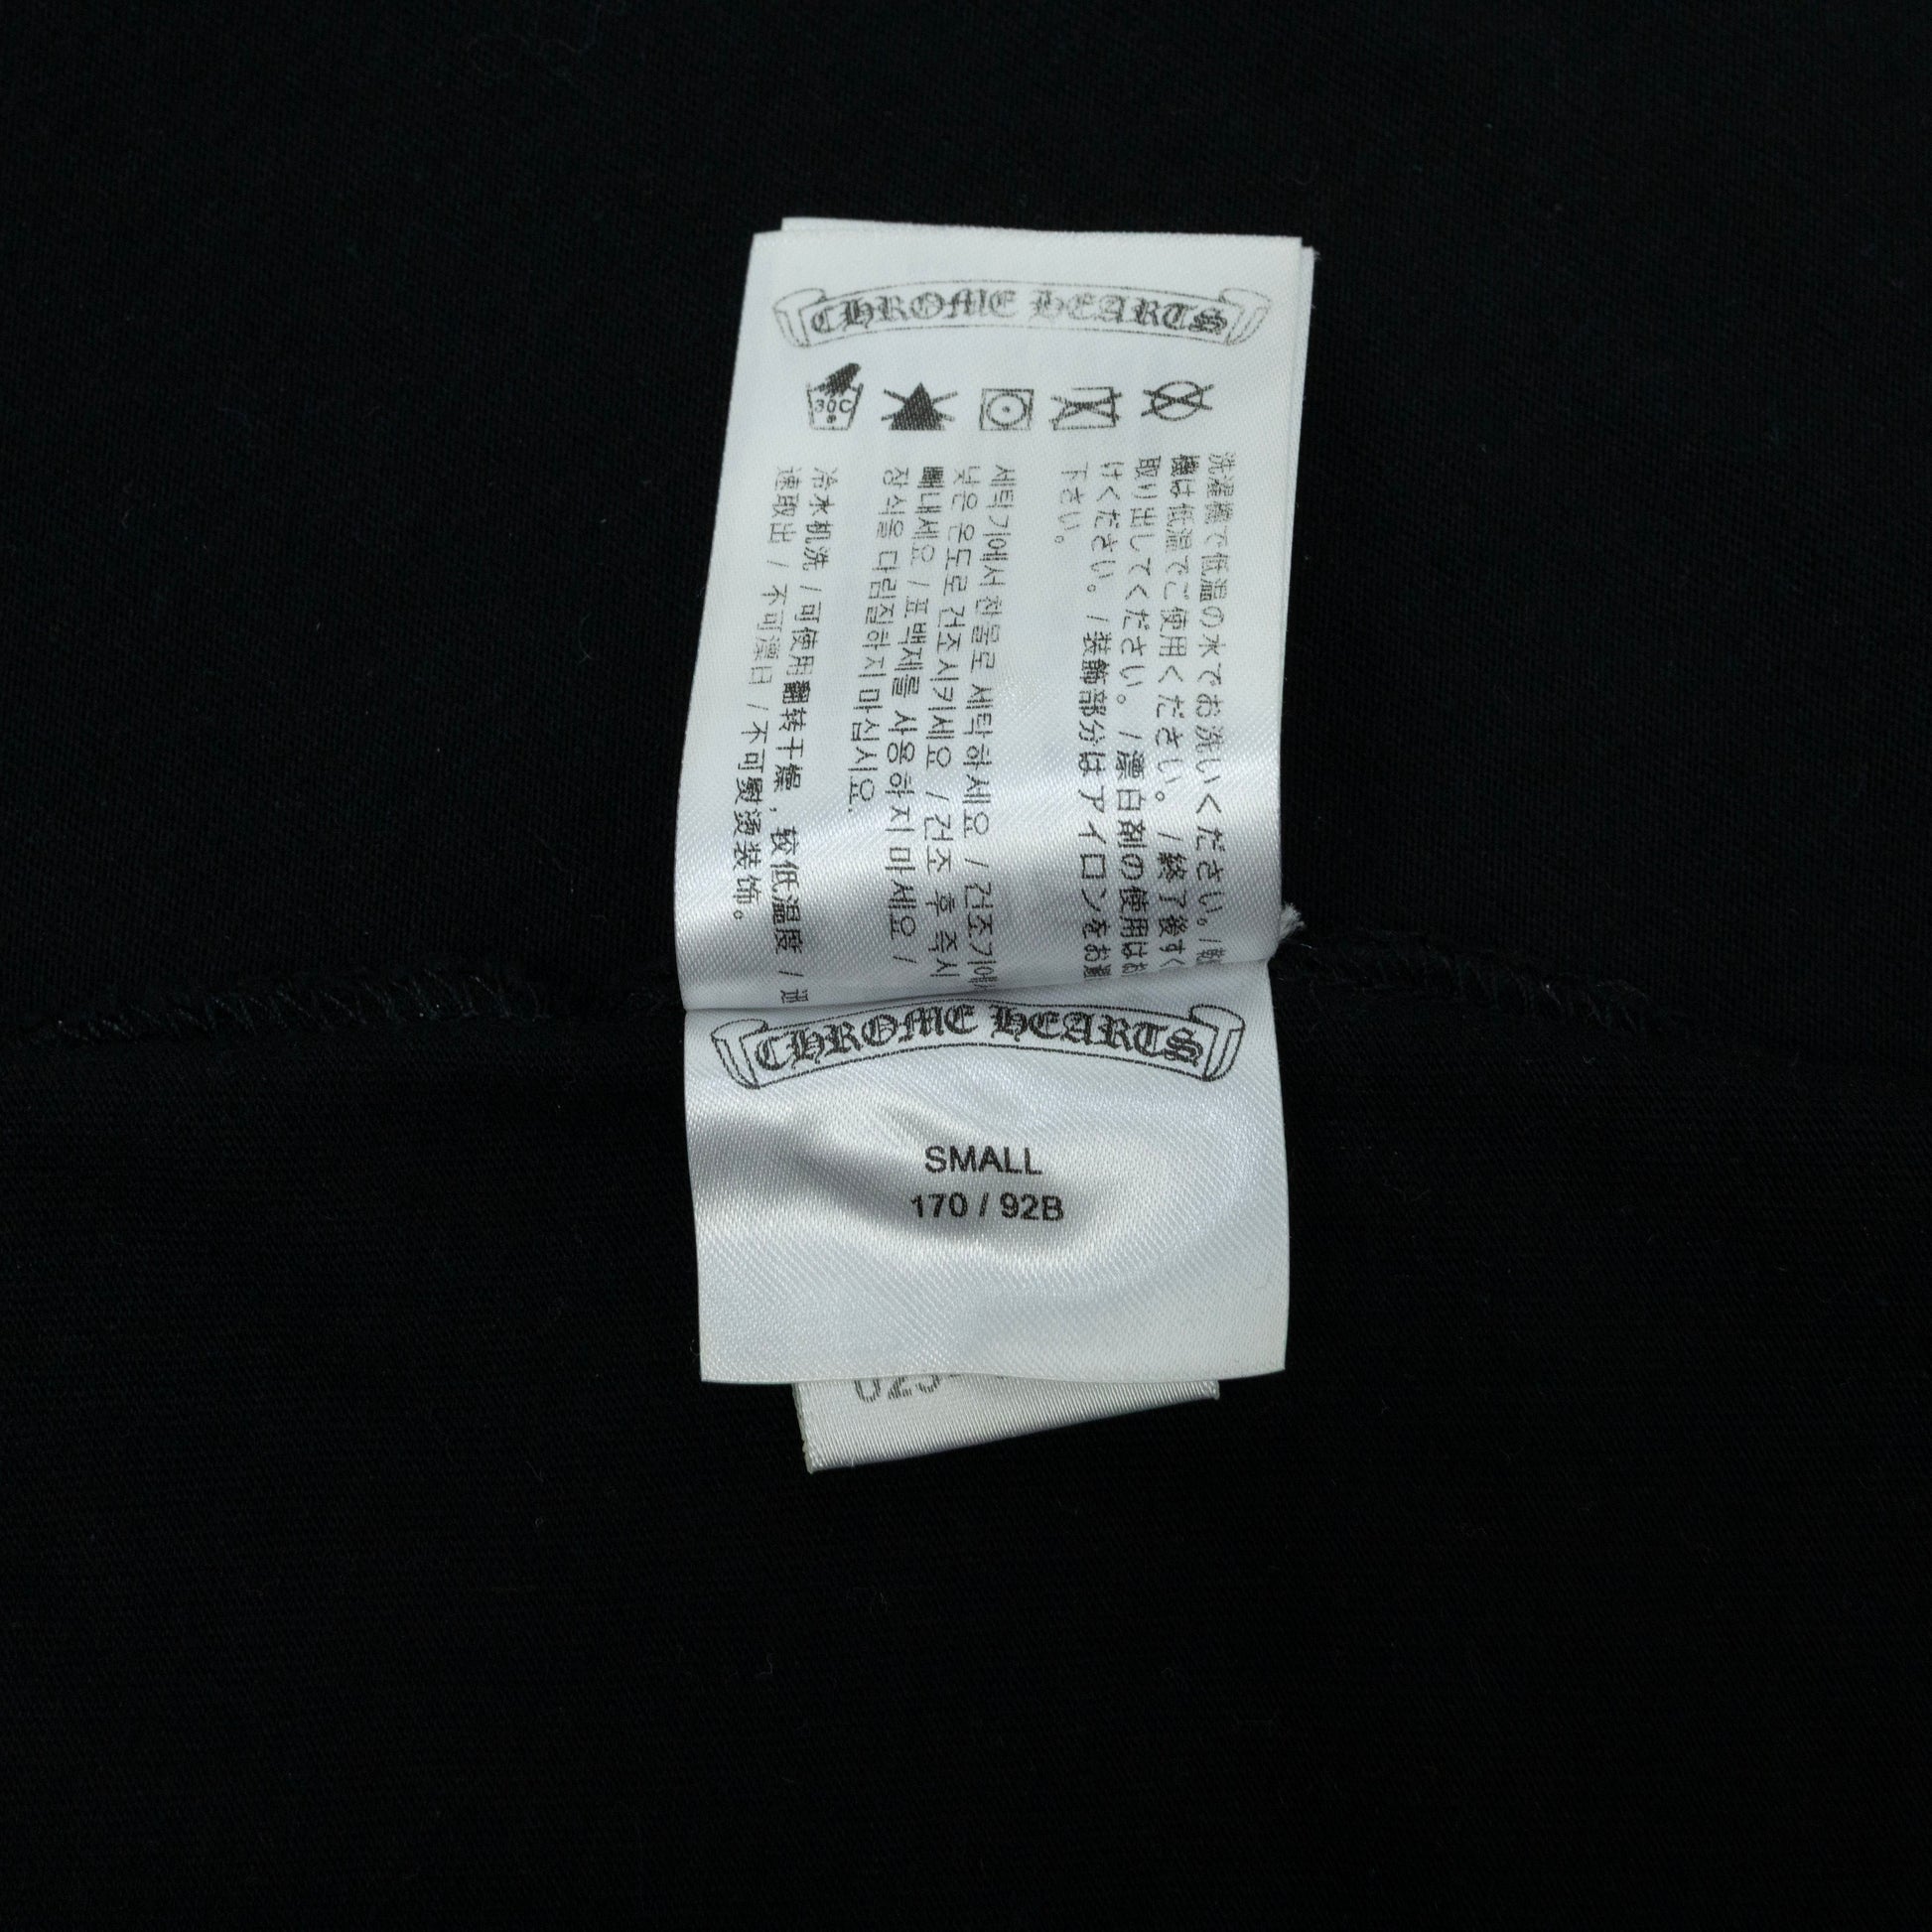 CHROME HEARTS
30C
洗濯機で低温の水でお洗いください。/
機は低温でご使用ください。/ 終了後すぐ
取り出してください。/ 漂白剤の使用はお
けください。/ 装飾部分はアイロンをお避
下さい。
세탁기에서 찬물로 세탁 하세요 / 건조기에서
낮은 온도로 건조시키세요 / 건조 후 즉시
빼내세요 / 표백제를 사용하지 마세요 /
장식을 다림질하지 마십시요.
冷水机洗 / 可使用翻转干燥，较低温度 / 迅
速取出 / 不可漂白 / 不可熨烫装饰。
CHROME HEARTS
SMALL
170 / 92B